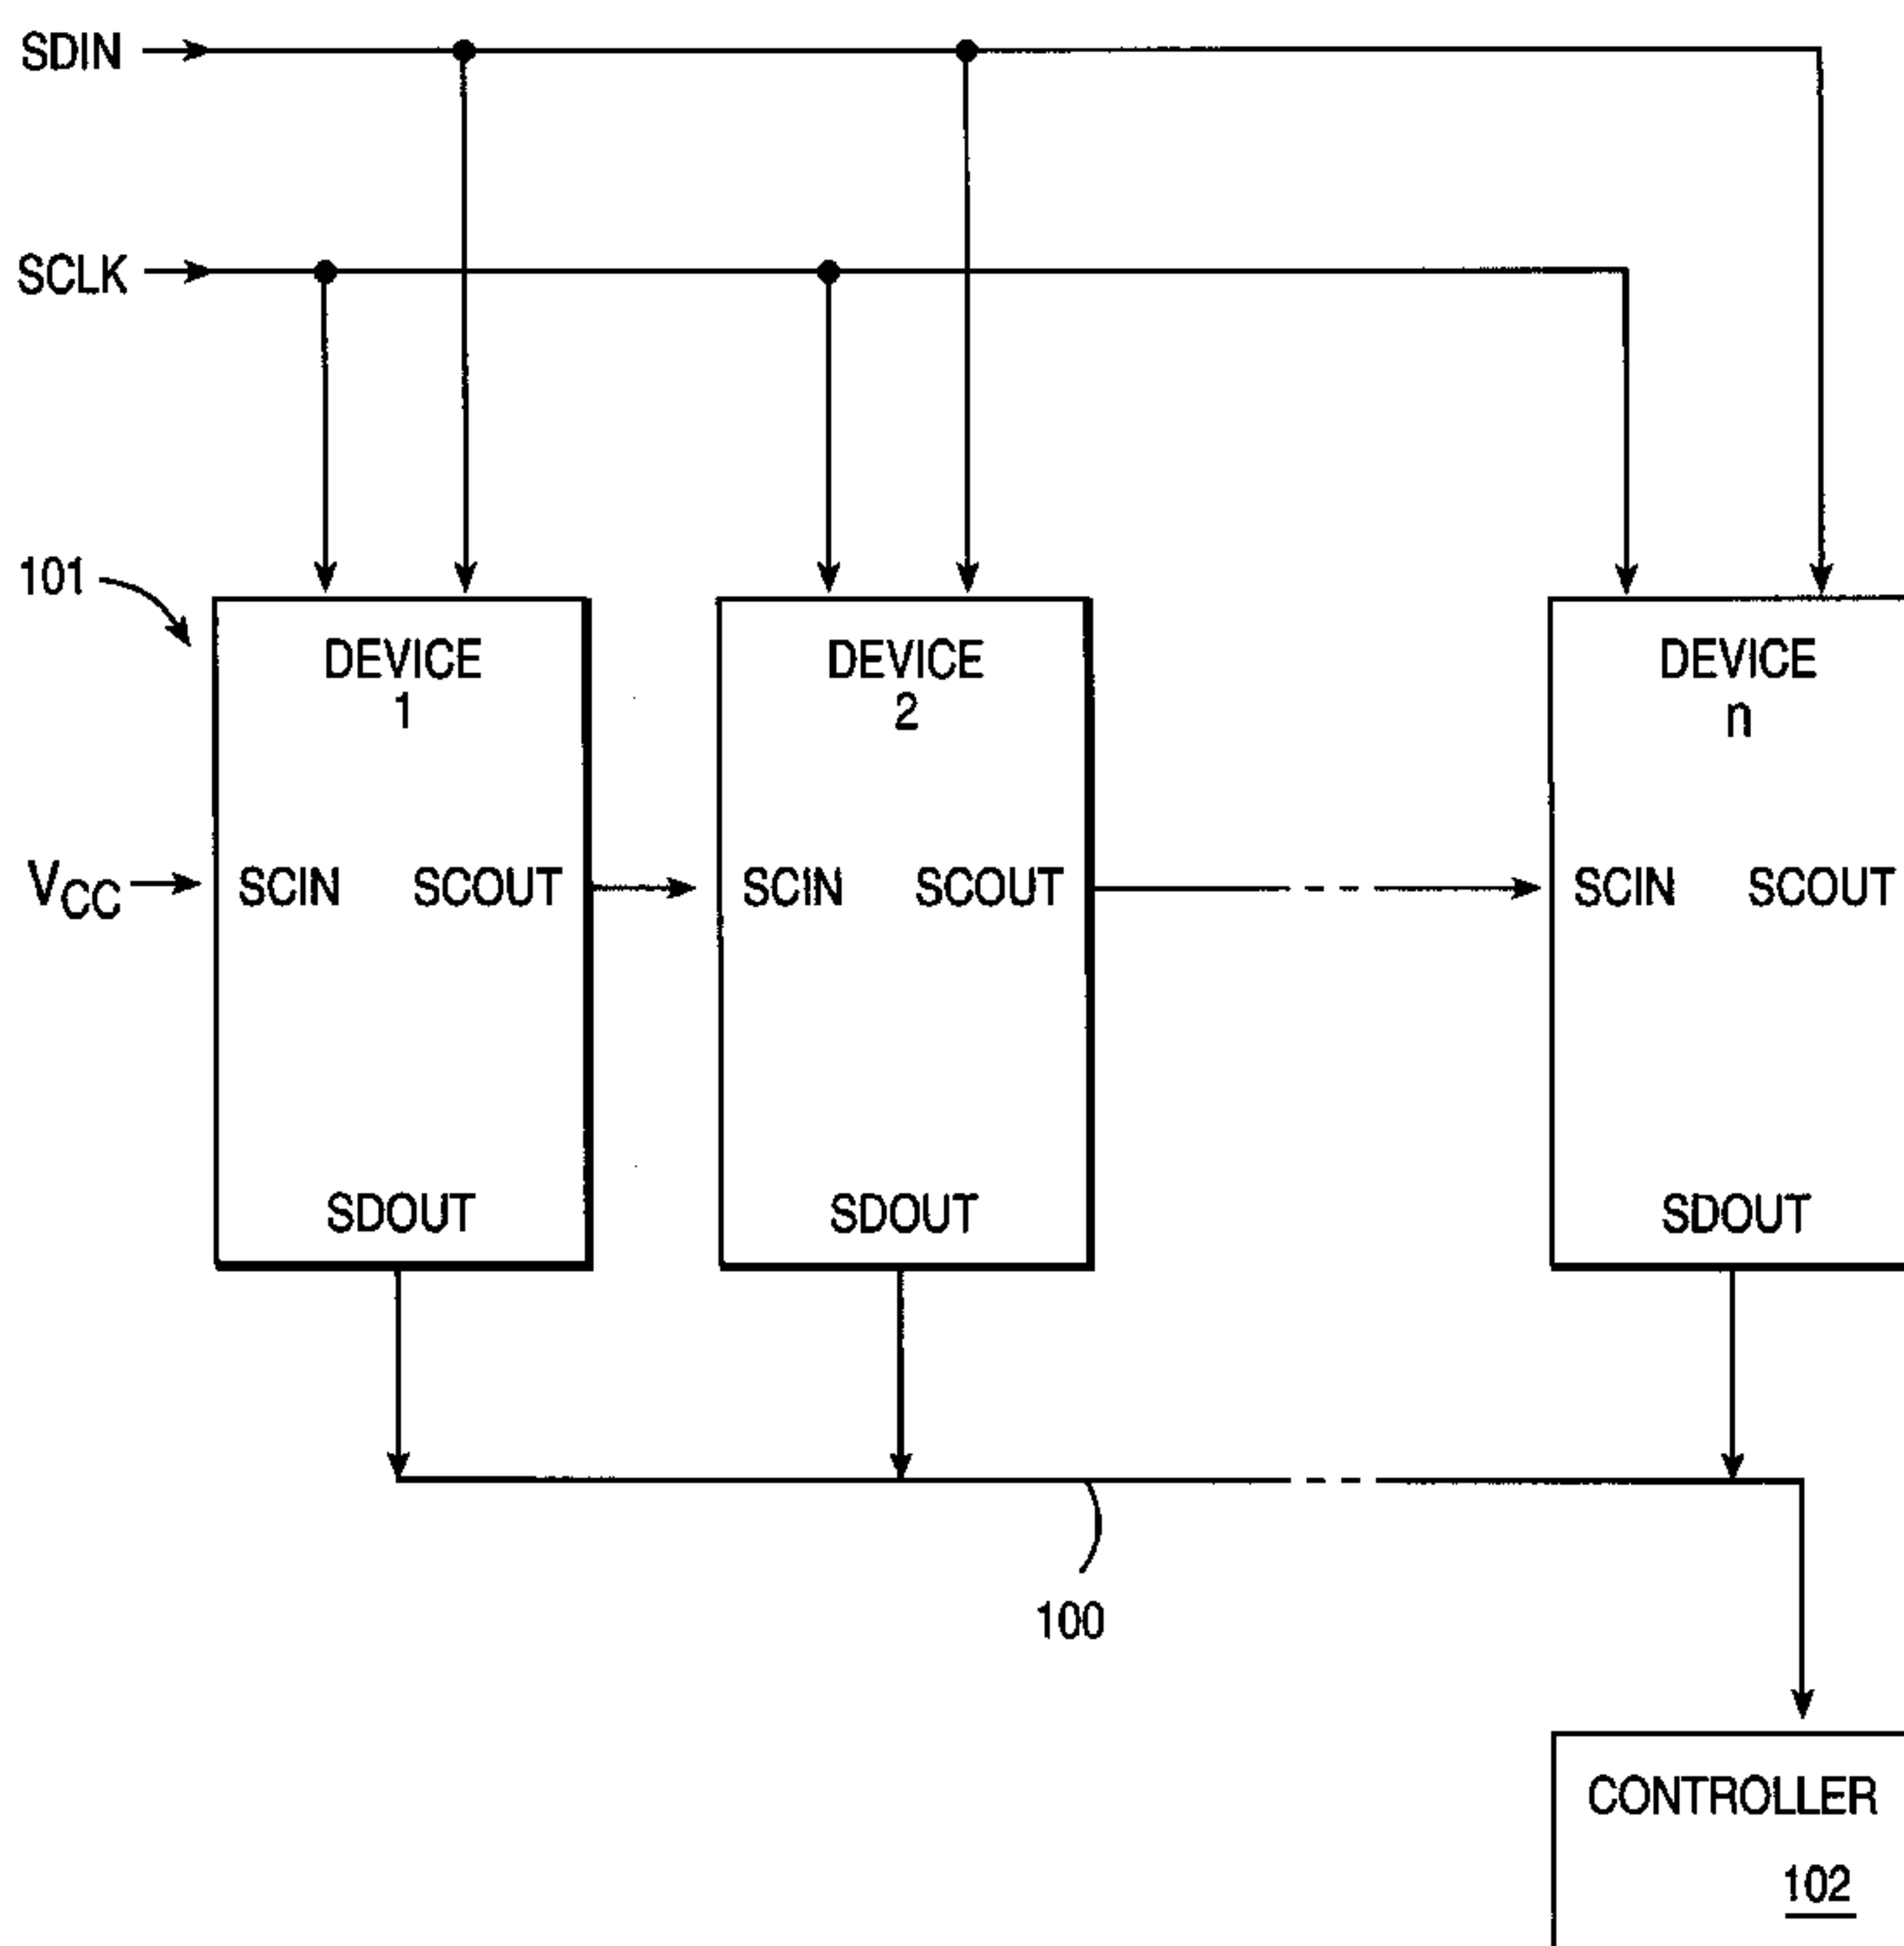 SDIN
SCLK
101
DEVICE
1
DEVICE
2
DEVICE
n
VCC
SCIN SCOUT
SCIN SCOUT
SCIN SCOUT
SDOUT
SDOUT
SDOUT
100
CONTROLLER
102